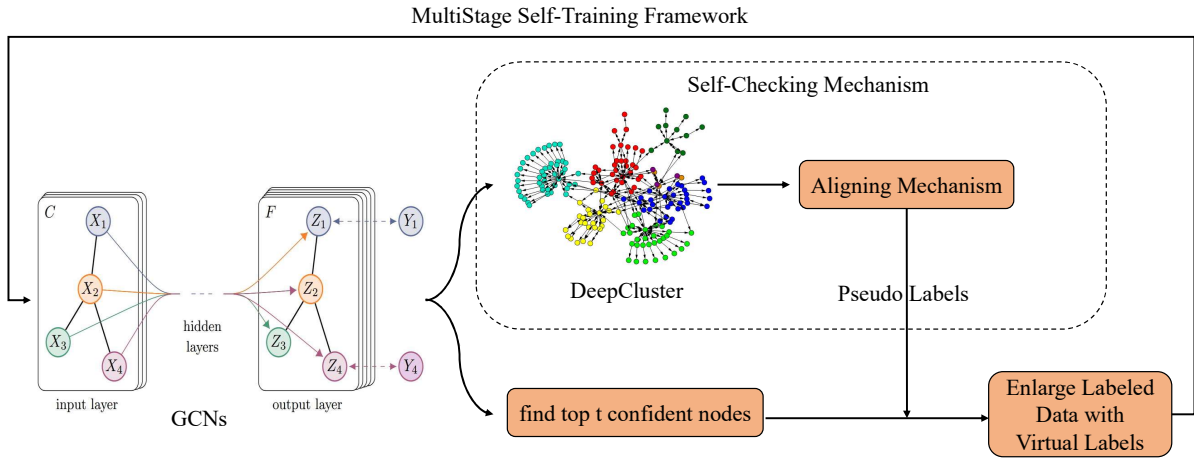 MultiStage Self-Training Framework
Self-Checking Mechanism
Aligning Mechanism
DeepCluster
Pseudo Labels
C
X1
X2
X3
X4
hidden
layers
F
Z1
Z2
Z3
Z4
Y1
Y4
input layer
output layer
GCNs
find top t confident nodes
Enlarge Labeled
Data with
Virtual Labels